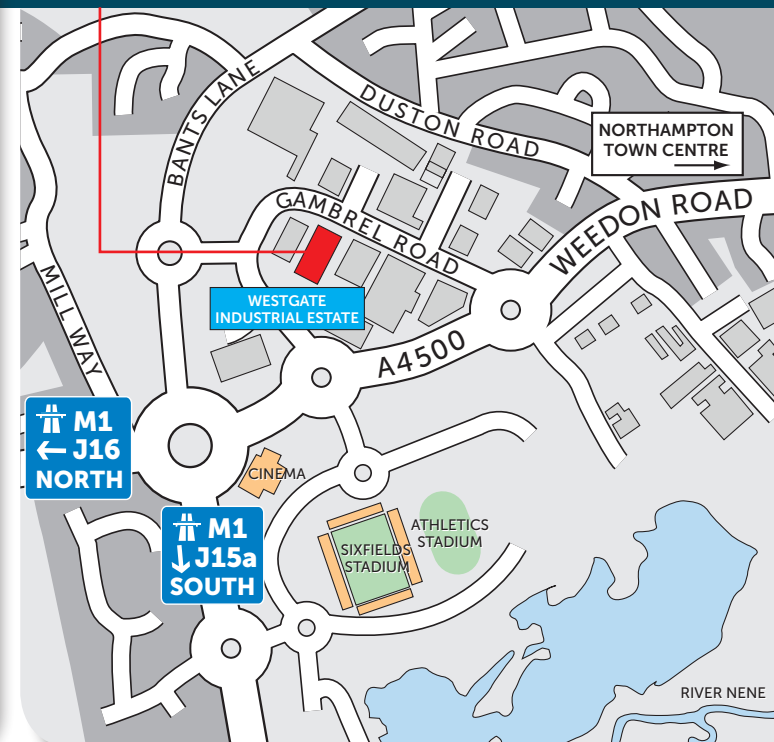 BANTS LANE
DUSTON ROAD
NORTHAMPTON
TOWN CENTRE
WEEDON ROAD
GAMBREL ROAD
MILL WAY
WESTGATE
INDUSTRIAL ESTATE
A4500
M1
J16
NORTH
CINEMA
M1
J15a
SOUTH
ATHLETICS
STADIUM
SIXFIELDS
STADIUM
RIVER NENE